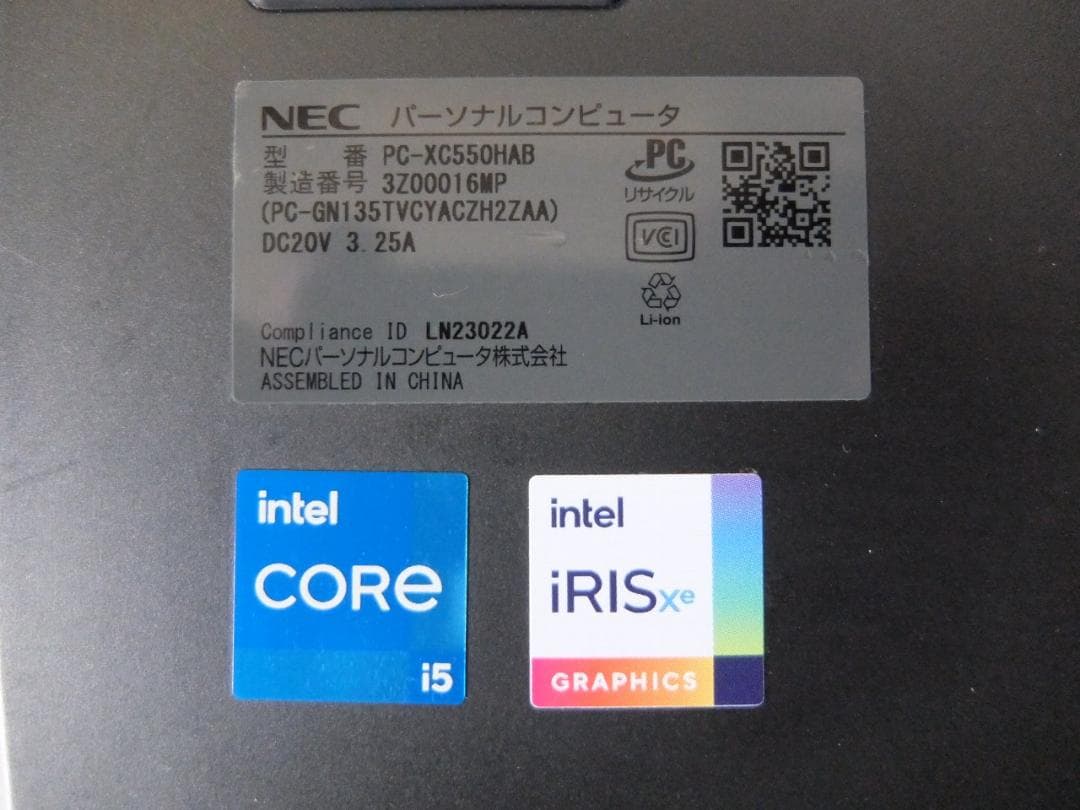 NEC パーソナルコンピュータ
型 番 PC-XC550HAB
製造番号 3Z00016MP
(PC-GN135TVCYACZH2ZAA)
DC20V 3.25A
PC
リサイクル
VCCI
Li-ion
Compliance ID LN23022A
NECパーソナルコンピュータ株式会社
ASSEMBLED IN CHINA
intel
CORe
i5
intel
iRISxe
GRAPHICS